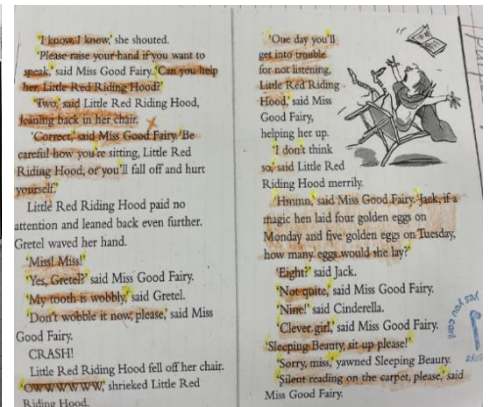 'I know, I know,' she shouted.
'Please raise your hand if you want to
speak,' said Miss Good Fairy. 'Can you help
her, Little Red Riding Hood?'
'Two,' said Little Red Riding Hood,
leaning back in her chair.
'Correct,' said Miss Good Fairy. 'Be
careful how you're sitting, Little Red
Riding Hood, or you'll fall off and hurt
yourself.'
Little Red Riding Hood paid no
attention and leaned back even further.
Gretel waved her hand.
'Miss! Miss!'
'Yes, Gretel?' said Miss Good Fairy.
'My tooth is wobbly,' said Gretel.
'Don't wobble it now, please,' said Miss
Good Fairy.
CRASH!
Little Red Riding Hood fell off her chair.
'OWWWWWW,' shrieked Little Red
Riding Hood.
'One day you'll
get into trouble
for not listening,
Little Red Riding
Hood,' said Miss
Good Fairy,
helping her up.
'I don't think
so,' said Little Red
Riding Hood merrily.
'Hmmn,' said Miss Good Fairy. 'Jack, if a
magic hen laid four golden eggs on
Monday and five golden eggs on Tuesday,
how many eggs would she lay?'
'Eight?' said Jack.
'Not quite,' said Miss Good Fairy.
'Nine!' said Cinderella.
'Clever girl,' said Miss Good Fairy.
'Sleeping Beauty, sit up please!'
'Sorry, miss,' yawned Sleeping Beauty.
'Silent reading on the carpet, please,' said
Miss Good Fairy.
yes you can!